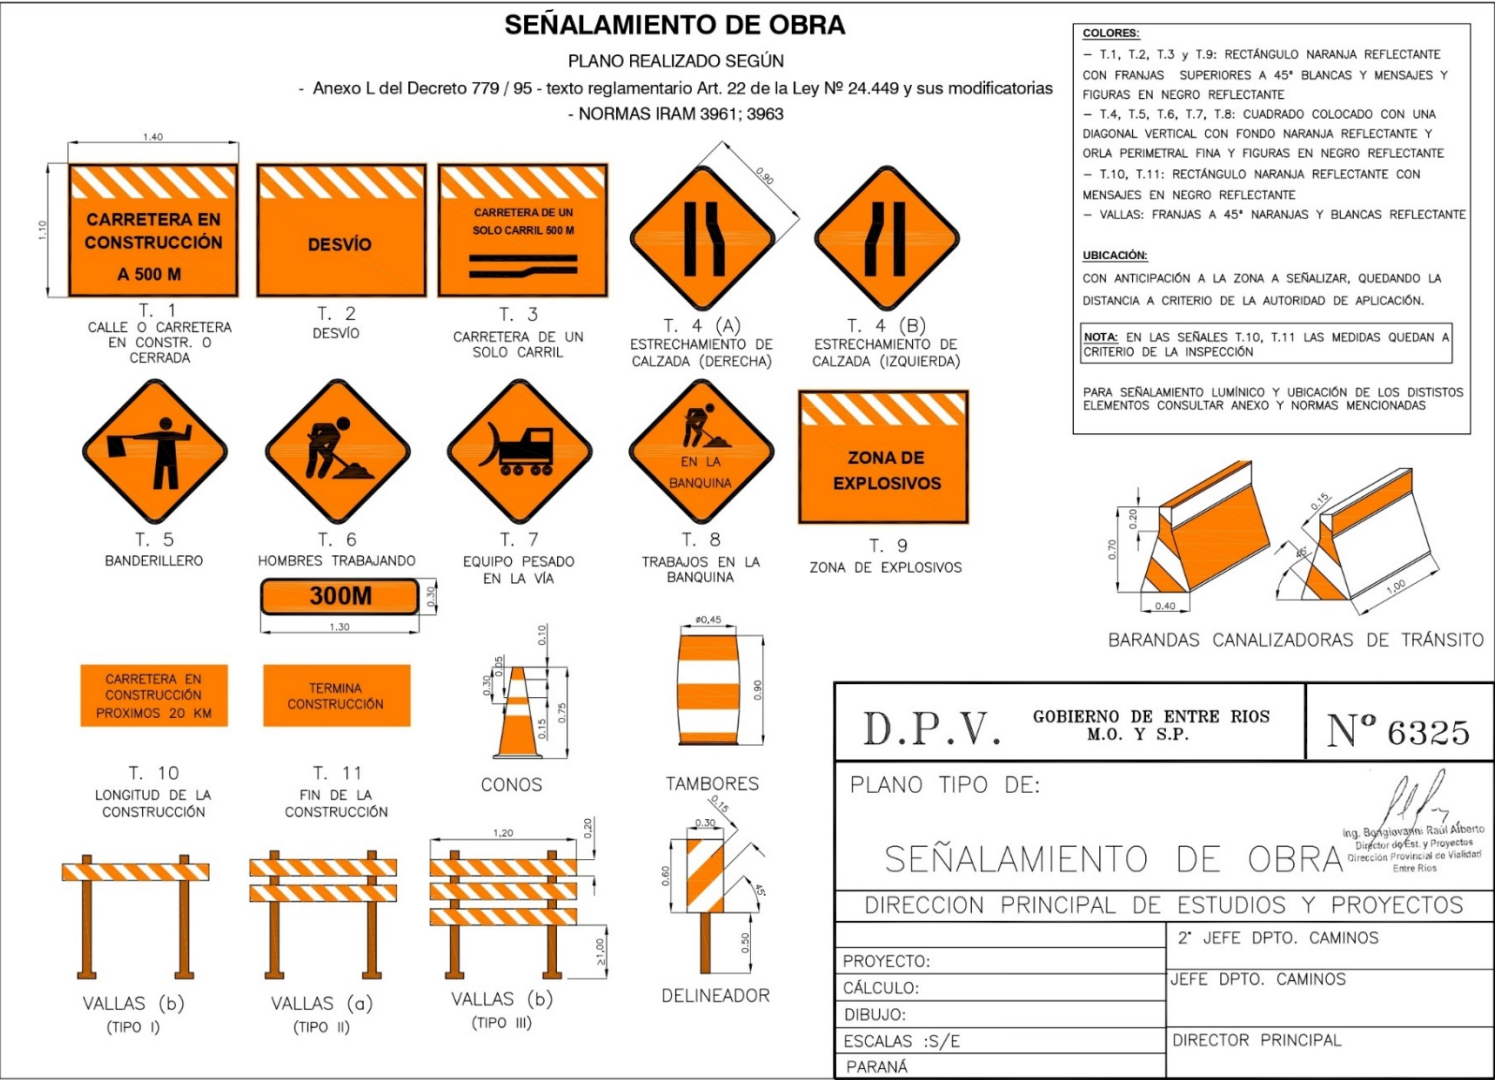 SEÑALAMIENTO DE OBRA
PLANO REALIZADO SEGÚN
- Anexo L del Decreto 779 / 95 - texto reglamentario Art. 22 de la Ley Nº 24.449 y sus modificatorias
- NORMAS IRAM 3961; 3963
COLORES:
– T.1, T.2, T.3 y T.9: RECTÁNGULO NARANJA REFLECTANTE
CON FRANJAS SUPERIORES A 45° BLANCAS Y MENSAJES Y
FIGURAS EN NEGRO REFLECTANTE
– T.4, T.5, T.6, T.7, T.8: CUADRADO COLOCADO CON UNA
DIAGONAL VERTICAL CON FONDO NARANJA REFLECTANTE Y
ORLA PERIMETRAL FINA Y FIGURAS EN NEGRO REFLECTANTE
– T.10, T.11: RECTÁNGULO NARANJA REFLECTANTE CON
MENSAJES EN NEGRO REFLECTANTE
– VALLAS: FRANJAS A 45° NARANJAS Y BLANCAS REFLECTANTE
UBICACIÓN:
CON ANTICIPACIÓN A LA ZONA A SEÑALIZAR, QUEDANDO LA
DISTANCIA A CRITERIO DE LA AUTORIDAD DE APLICACIÓN.
NOTA: EN LAS SEÑALES T.10, T.11 LAS MEDIDAS QUEDAN A
CRITERIO DE LA INSPECCIÓN
PARA SEÑALAMIENTO LUMÍNICO Y UBICACIÓN DE LOS DISTISTOS
ELEMENTOS CONSULTAR ANEXO Y NORMAS MENCIONADAS
1.40
1.10
CARRETERA EN
CONSTRUCCIÓN
A 500 M
T. 1
CALLE O CARRETERA
EN CONSTR. O
CERRADA
DESVÍO
T. 2
DESVÍO
CARRETERA DE UN
SOLO CARRIL 500 M
T. 3
CARRETERA DE UN
SOLO CARRIL
0.90
T. 4 (A)
ESTRECHAMIENTO DE
CALZADA (DERECHA)
T. 4 (B)
ESTRECHAMIENTO DE
CALZADA (IZQUIERDA)
T. 5
BANDERILLERO
T. 6
HOMBRES TRABAJANDO
T. 7
EQUIPO PESADO
EN LA VÍA
EN LA
BANQUINA
T. 8
TRABAJOS EN LA
BANQUINA
ZONA DE
EXPLOSIVOS
T. 9
ZONA DE EXPLOSIVOS
300M
0.30
1.30
0.20
0.70
0.40
0.15
45°
1,00
BARANDAS CANALIZADORAS DE TRÁNSITO
CARRETERA EN
CONSTRUCCIÓN
PROXIMOS 20 KM
T. 10
LONGITUD DE LA
CONSTRUCCIÓN
TERMINA
CONSTRUCCIÓN
T. 11
FIN DE LA
CONSTRUCCIÓN
0.10
0.05
0.30
0.15
0.75
CONOS
ø0,45
0.90
TAMBORES
VALLAS (b)
(TIPO I)
VALLAS (a)
(TIPO II)
1,20
0,20
≥1,00
VALLAS (b)
(TIPO III)
0.15
0.30
0.60
45°
0.50
DELINEADOR
D.P.V.
GOBIERNO DE ENTRE RIOS
M.O. Y S.P.
Nº 6325
PLANO TIPO DE:
SEÑALAMIENTO DE OBRA
Ing. Bongiovanni Raúl Alberto
Director de Est. y Proyectos
Dirección Provincial de Vialidad
Entre Rios
DIRECCION PRINCIPAL DE ESTUDIOS Y PROYECTOS
PROYECTO:
CÁLCULO:
DIBUJO:
ESCALAS :S/E
PARANÁ
2° JEFE DPTO. CAMINOS
JEFE DPTO. CAMINOS
DIRECTOR PRINCIPAL